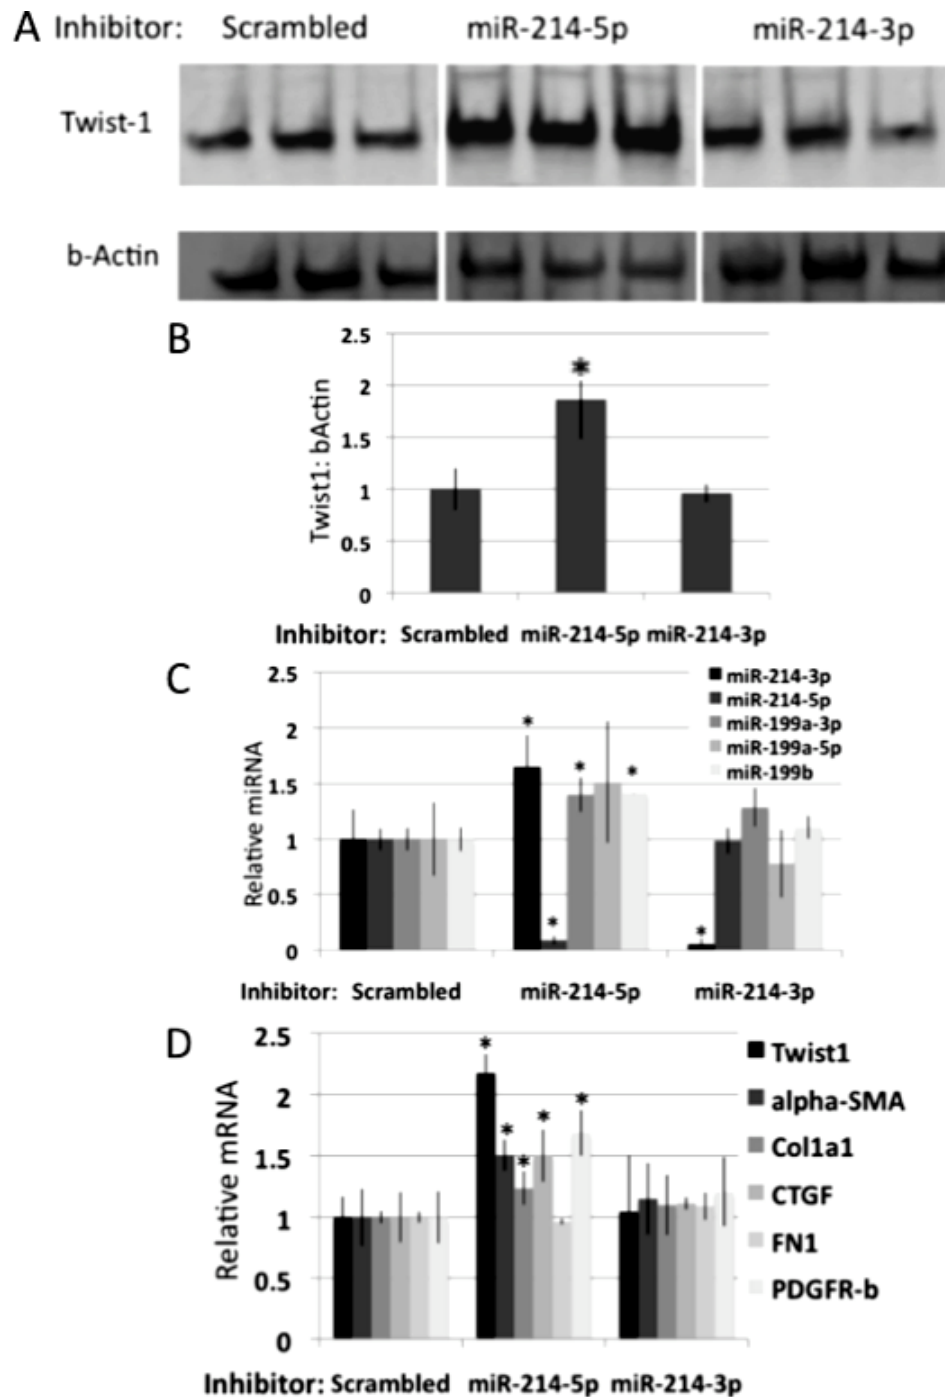 A Inhibitor: Scrambled miR-214-5p miR-214-3p
Twist-1
b-Actin
B
Twist1: bActin
2.5
2
1.5
1
0.5
0
*
Inhibitor: Scrambled miR-214-5p miR-214-3p
C
Relative miRNA
2.5
2
1.5
1
0.5
0
miR-214-3p
miR-214-5p
miR-199a-3p
miR-199a-5p
miR-199b
* * * * *
Inhibitor: Scrambled miR-214-5p miR-214-3p
D
Relative mRNA
2.5
2
1.5
1
0.5
0
* * * * *
Twist1
alpha-SMA
Col1a1
CTGF
FN1
PDGFR-b
Inhibitor: Scrambled miR-214-5p miR-214-3p